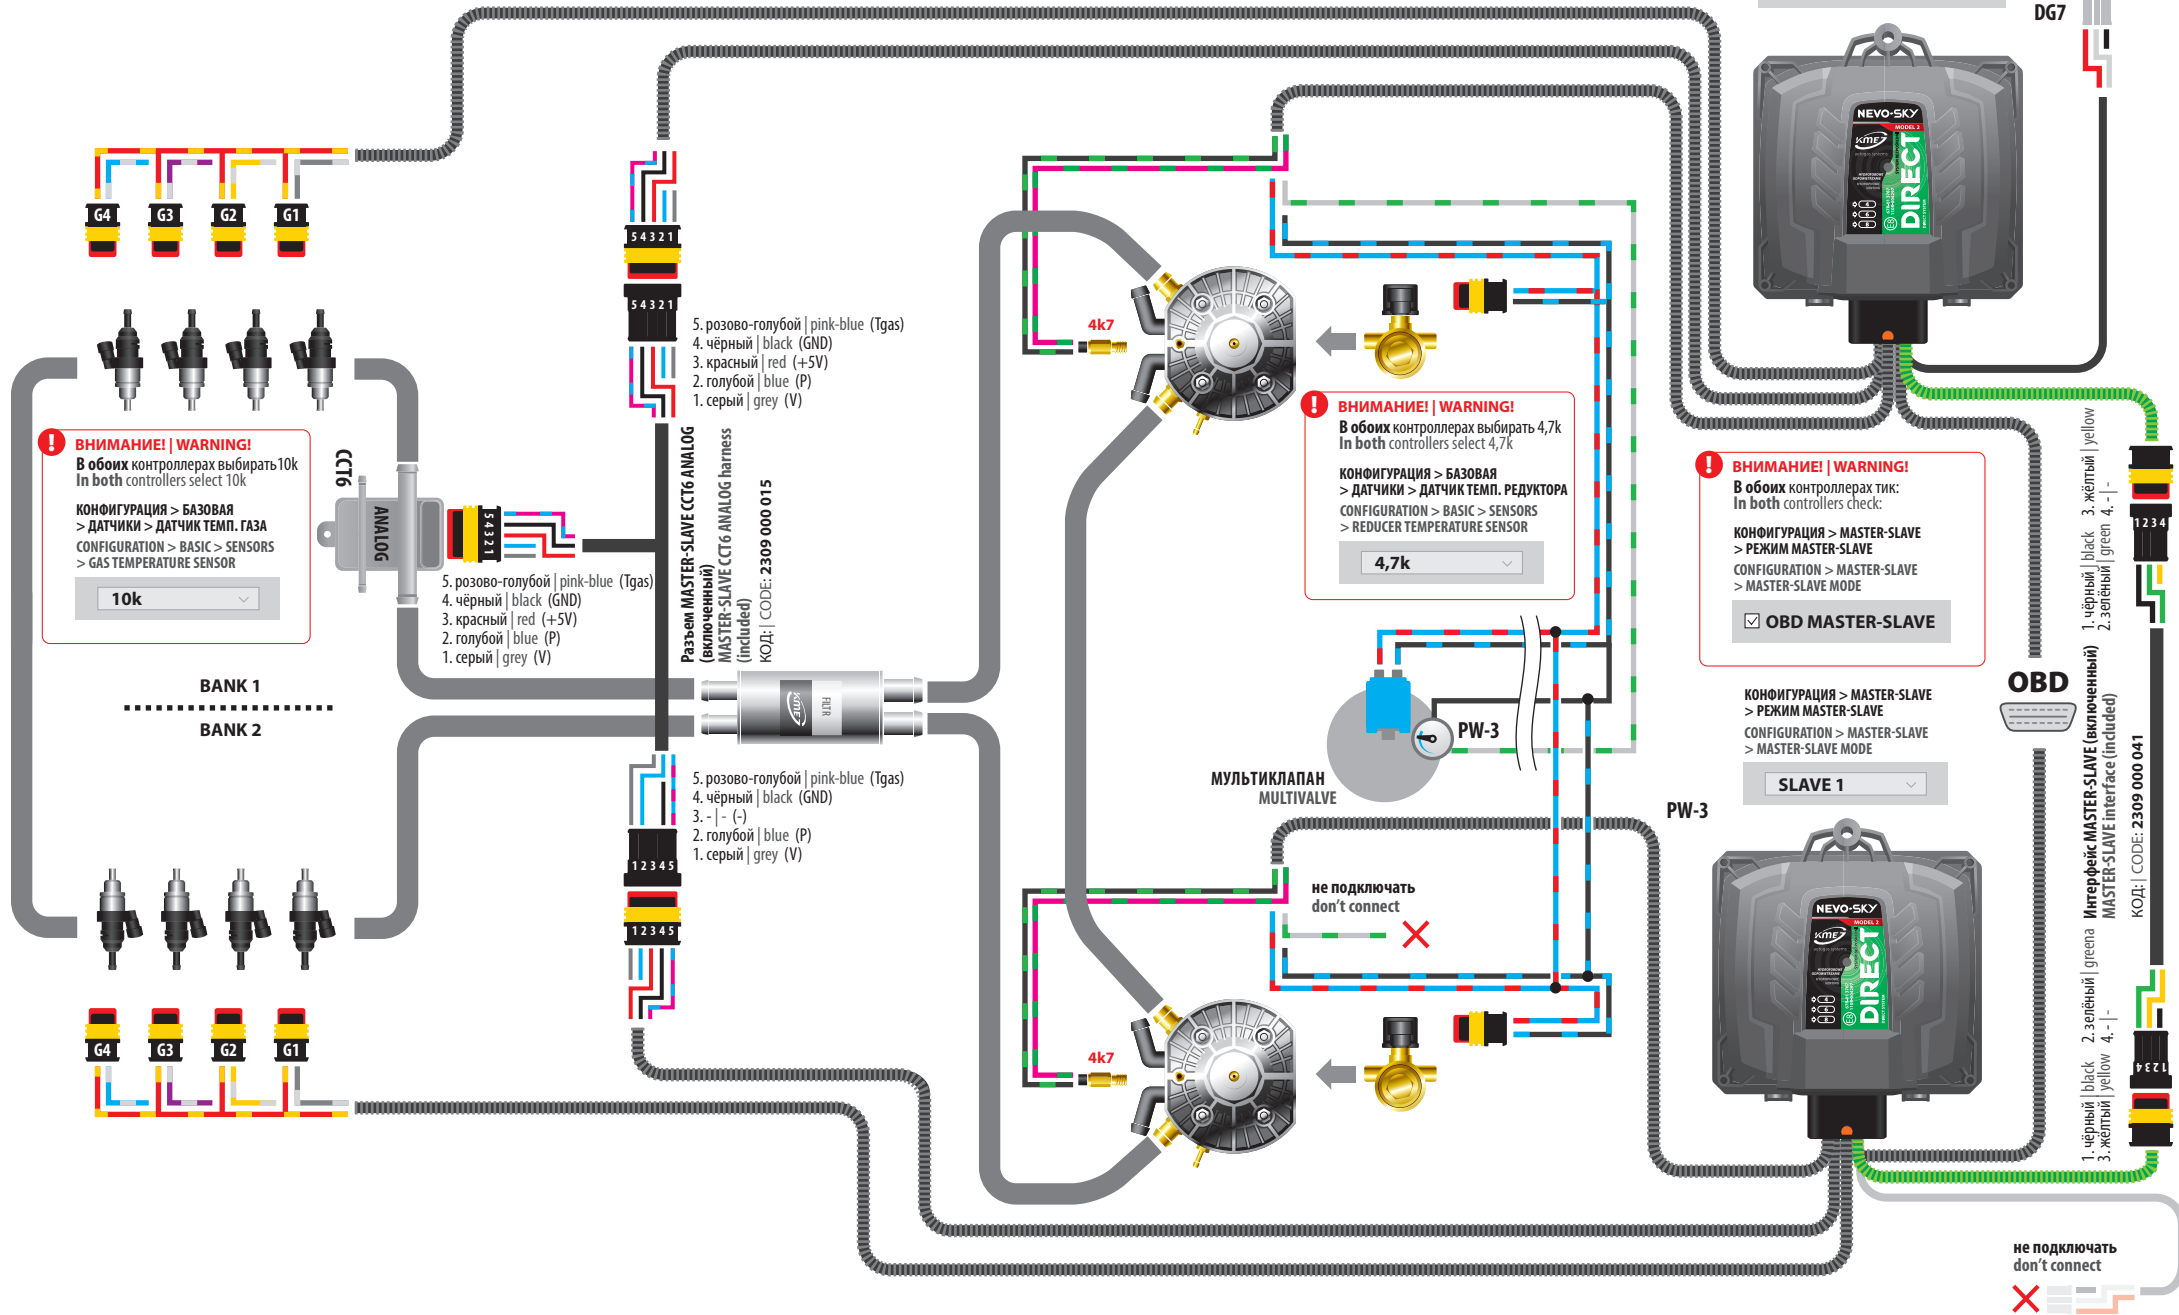 DG7
NEVO-SKY
MODEL 2
KME
DIRECT
G4
G3
G2
G1
5 4 3 2 1
5 4 3 2 1
5. розово-голубой | pink-blue (Tgas)
4. чёрный | black (GND)
3. красный | red (+5V)
2. голубой | blue (P)
1. серый | grey (V)
4k7
ВНИМАНИЕ! | WARNING!
В обоих контроллерах выбирать10k
In both controllers select 10k
КОНФИГУРАЦИЯ > БАЗОВАЯ
> ДАТЧИКИ > ДАТЧИК ТЕМП. ГАЗА
CONFIGURATION > BASIC > SENSORS
> GAS TEMPERATURE SENSOR
10k
CCT6
ANALOG
5 4 3 2 1
5. розово-голубой | pink-blue (Tgas)
4. чёрный | black (GND)
3. красный | red (+5V)
2. голубой | blue (P)
1. серый | grey (V)
Разъем MASTER-SLAVE CCT6 ANALOG
(включенный)
MASTER-SLAVE CCT6 ANALOG harness
(included)
КОД: | CODE: 2309 000 015
ВНИМАНИЕ! | WARNING!
В обоих контроллерах выбирать 4,7k
In both controllers select 4,7k
КОНФИГУРАЦИЯ > БАЗОВАЯ
> ДАТЧИКИ > ДАТЧИК ТЕМП. РЕДУКТОРА
CONFIGURATION > BASIC > SENSORS
> REDUCER TEMPERATURE SENSOR
4,7k
ВНИМАНИЕ! | WARNING!
В обоих контроллерах тик:
In both controllers check:
КОНФИГУРАЦИЯ > MASTER-SLAVE
> РЕЖИМ MASTER-SLAVE
CONFIGURATION > MASTER-SLAVE
> MASTER-SLAVE MODE
OBD MASTER-SLAVE
1. чёрный | black 3. жёлтый | yellow
2. зелёный | green 4. - | -
1 2 3 4
BANK 1
BANK 2
KME
FILTR
OBD
КОНФИГУРАЦИЯ > MASTER-SLAVE
> РЕЖИМ MASTER-SLAVE
CONFIGURATION > MASTER-SLAVE
> MASTER-SLAVE MODE
SLAVE 1
PW-3
МУЛЬТИКЛАПАН
MULTIVALVE
PW-3
Интерфейс MASTER-SLAVE (включенный)
MASTER-SLAVE interface (included)
КОД: | CODE: 2309 000 041
5. розово-голубой | pink-blue (Tgas)
4. чёрный | black (GND)
3. - | - (-)
2. голубой | blue (P)
1. серый | grey (V)
1 2 3 4 5
1 2 3 4 5
не подключать
don't connect
NEVO-SKY
MODEL 2
KME
DIRECT
1. чёрный | black 2. зелёный | greena
3. жёлтый | yellow 4. - | -
1 2 3 4
G4
G3
G2
G1
4k7
не подключать
don't connect